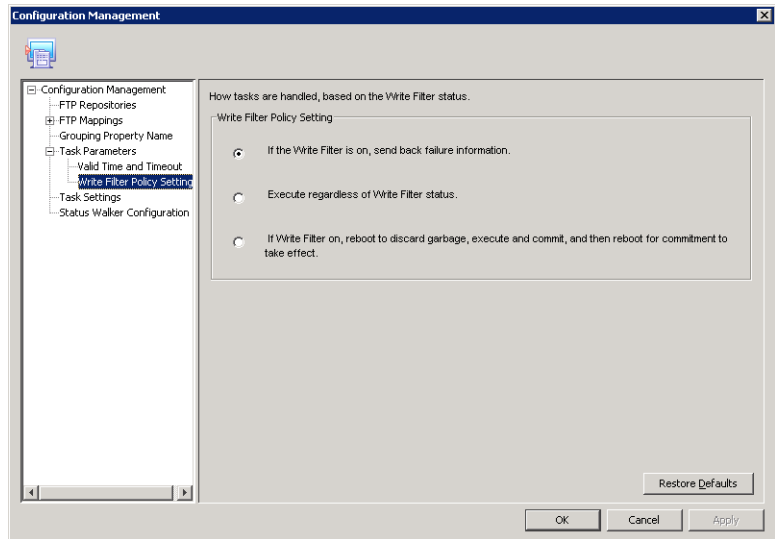 Configuration Management
Configuration Management
FTP Repositories
FTP Mappings
Grouping Property Name
Task Parameters
Valid Time and Timeout
Write Filter Policy Setting
Task Settings
Status Walker Configuration
How tasks are handled, based on the Write Filter status.
Write Filter Policy Setting
If the Write Filter is on, send back failure information.
Execute regardless of Write Filter status.
If Write Filter on, reboot to discard garbage, execute and commit, and then reboot for commitment to
take effect.
Restore Defaults
OK
Cancel
Apply